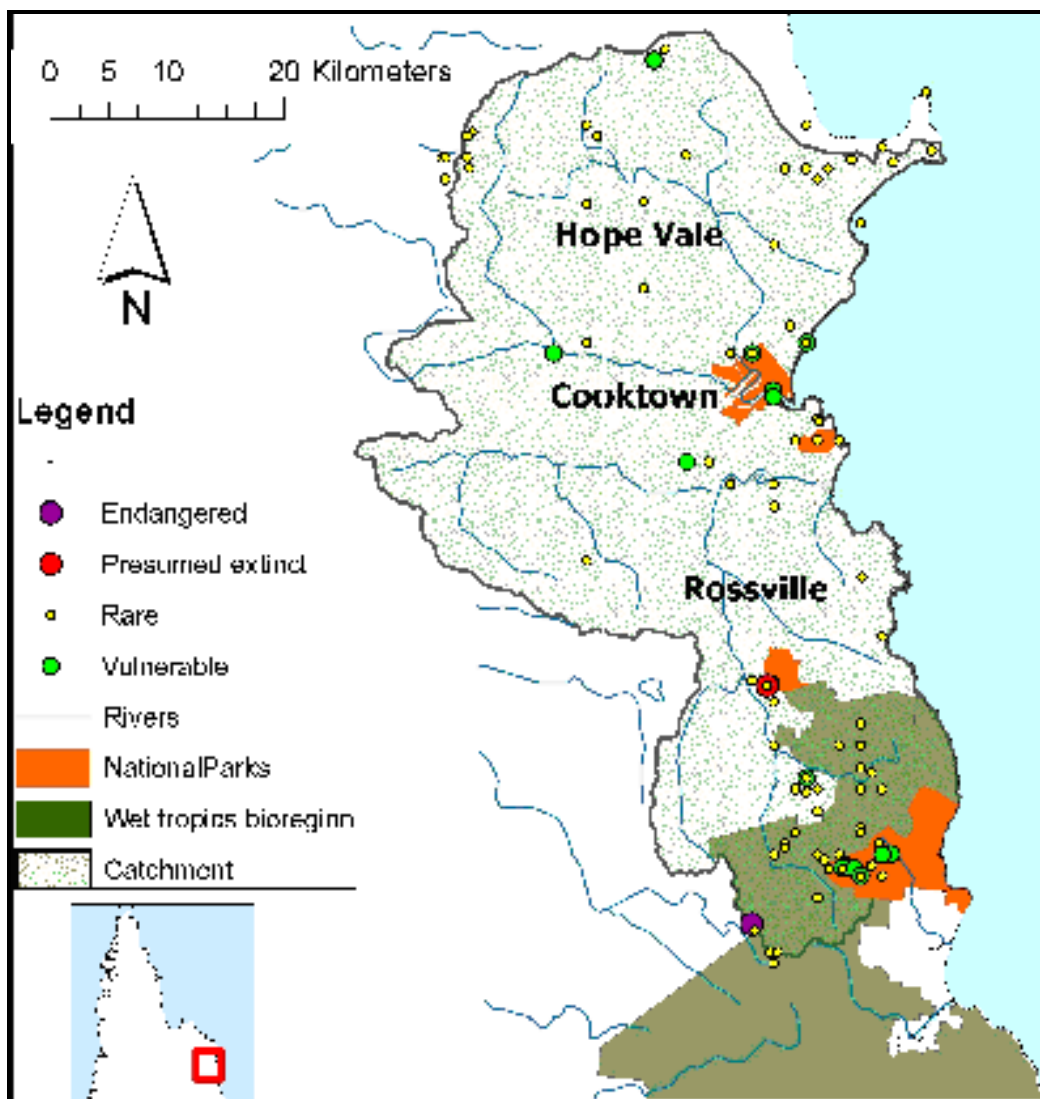 0 5 10 20 Kilometers
N
Hope Vale
Cooktown
Rossville
Legend
Endangered
Presumed extinct
Rare
Vulnerable
Rivers
NationalParks
Wet tropics bioreginn
Catchment